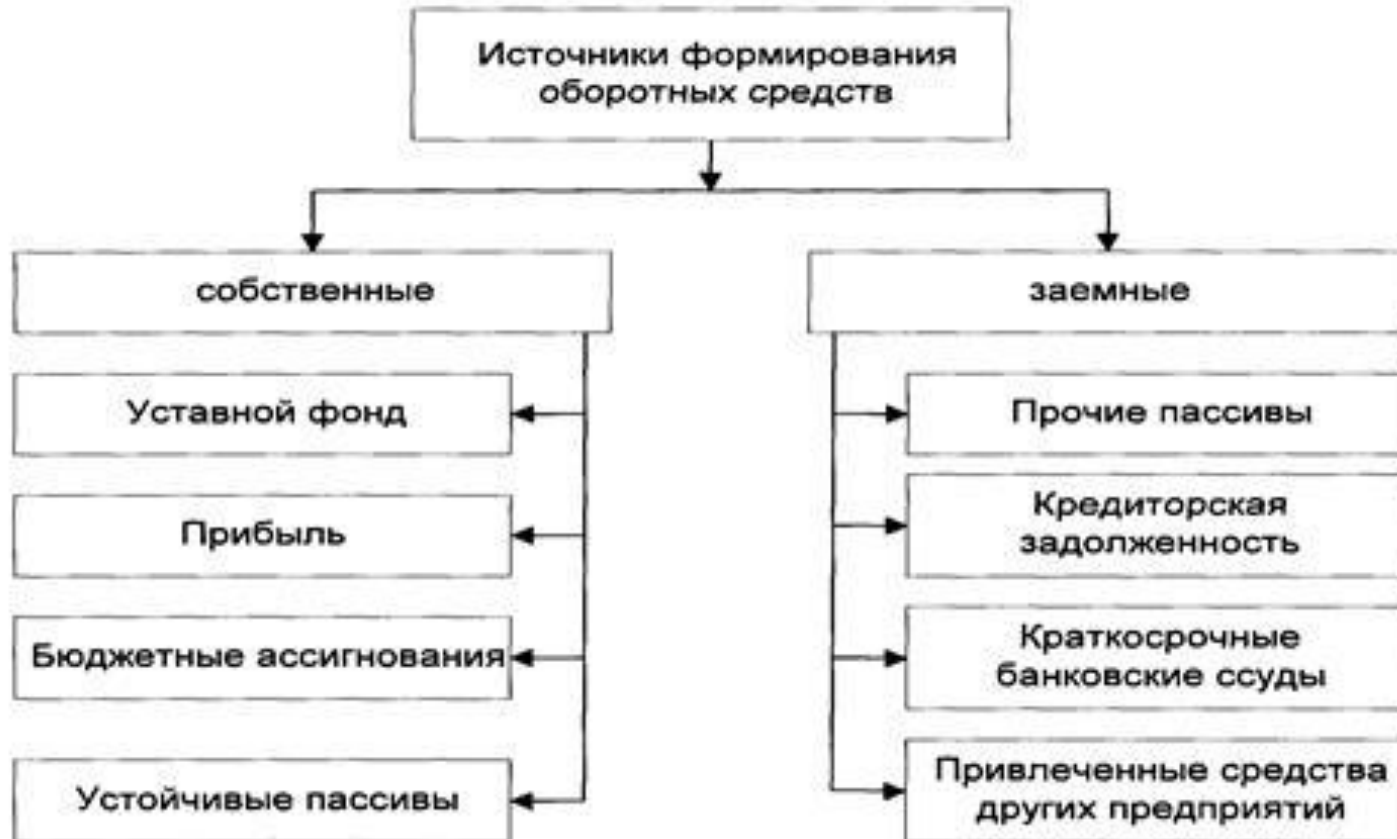 Источники формирования
оборотных средств
собственные
заемные
Уставной фонд
Прибыль
Бюджетные ассигнования
Устойчивые пассивы
Прочие пассивы
Кредиторская
задолженность
Краткосрочные
банковские ссуды
Привлеченные средства
других предприятий